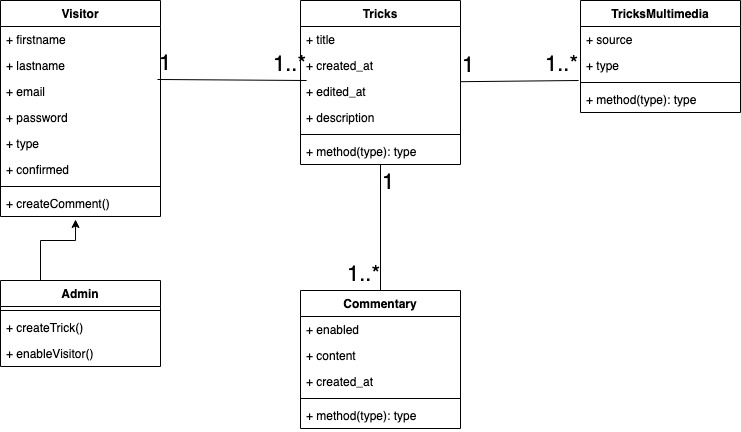 Visitor
+ firstname
+ lastname
+ email
+ password
+ type
+ confirmed
+ createComment()
1
1..*
Tricks
+ title
+ created_at
+ edited_at
+ description
+ method(type): type
1
1..*
TricksMultimedia
+ source
+ type
+ method(type): type
1
1..*
Admin
+ createTrick()
+ enableVisitor()
Commentary
+ enabled
+ content
+ created_at
+ method(type): type